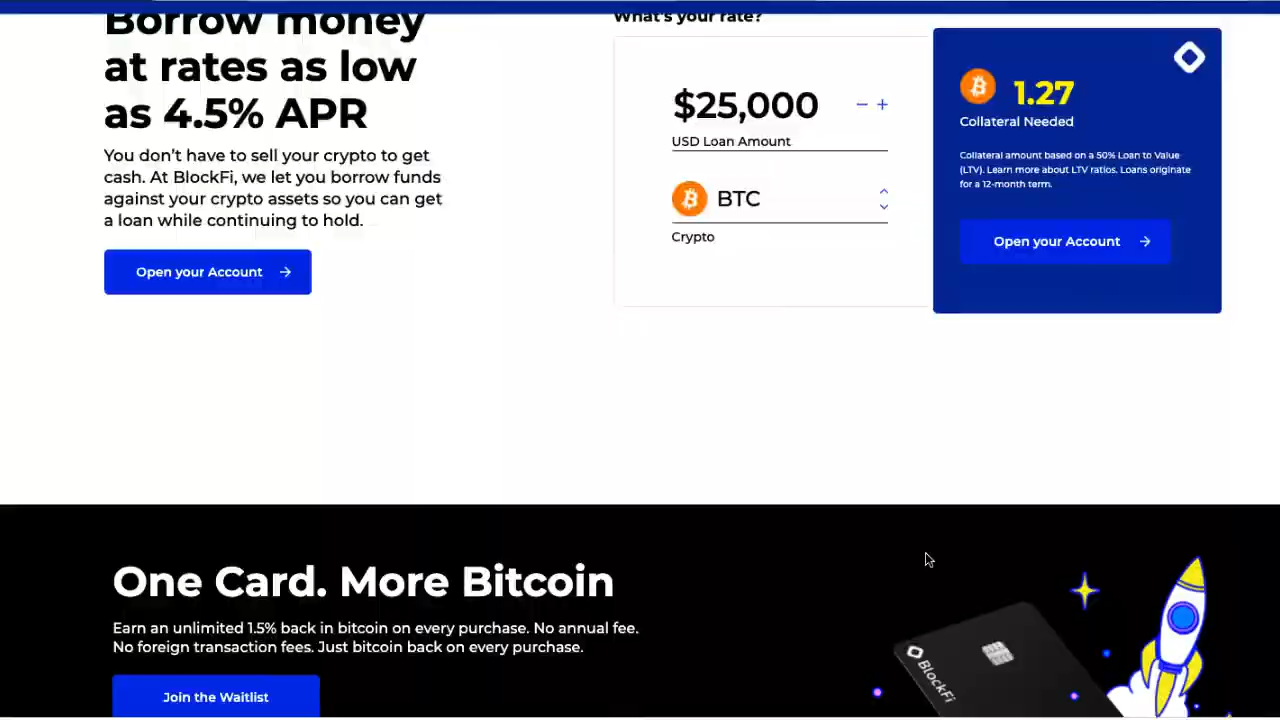 Borrow money
at rates as low
as 4.5% APR
You don't have to sell your crypto to get
cash. At BlockFi, we let you borrow funds
against your crypto assets so you can get
a loan while continuing to hold.
Open your Account
What's your rate?
$25,000
USD Loan Amount
BTC
Crypto
1.27
Collateral Needed
Collateral amount based on a 50% Loan to Value
(LTV). Learn more about LTV ratios. Loans originate
for a 12-month term.
Open your Account
One Card. More Bitcoin
Earn an unlimited 1.5% back in bitcoin on every purchase. No annual fee.
No foreign transaction fees. Just bitcoin back on every purchase.
Join the Waitlist
BlockFi